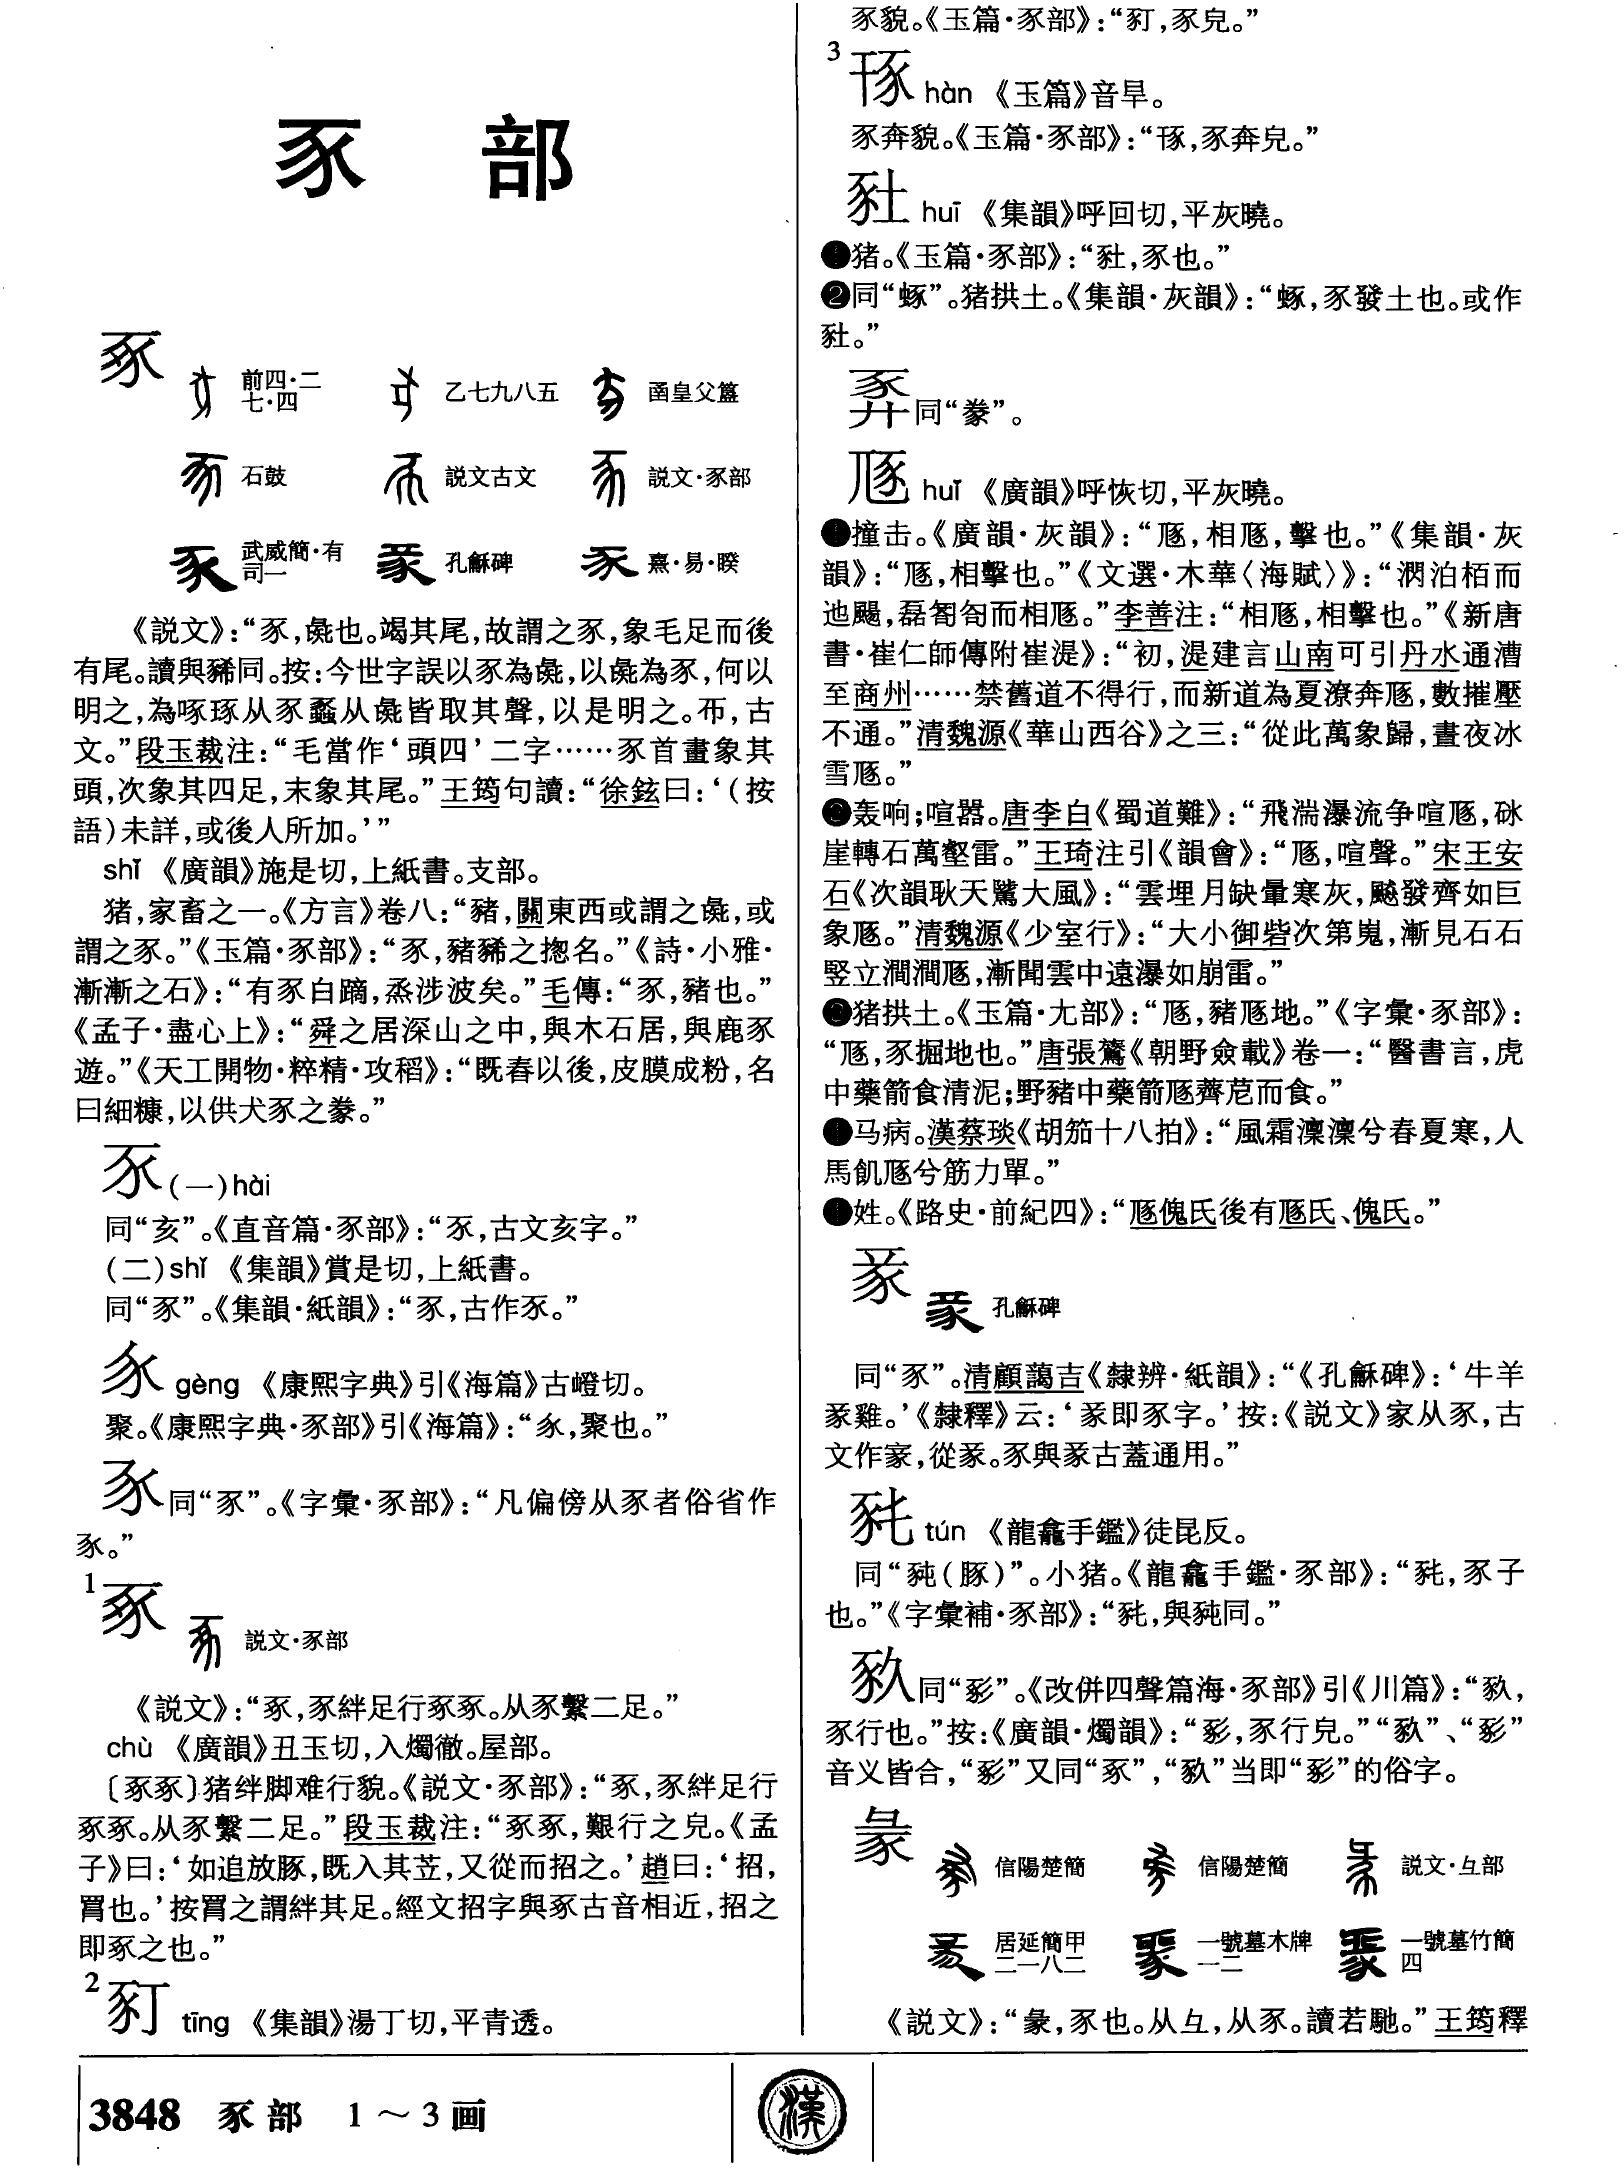 豕部
豕
前四·二七·四
乙七九八五
圅皇父簋
石鼓
説文古文
説文·豕部
武威簡·有司一
孔龢碑
熹·易·睽
《説文》：“豕，彘也。竭其尾，故謂之豕，象毛足而後
有尾。讀與豨同。按：今世字誤以豕為彘，以彘為豕，何以
明之，為啄琢从豕蟸从彘皆取其聲，以是明之。𢁓，古
文。”段玉裁注：“毛當作‘頭四’二字……豕首畫象其
頭，次象其四足，末象其尾。”王筠句讀：“徐鉉曰：‘（按
語）未詳，或後人所加。’”
shǐ 《廣韻》施是切，上紙書。支部。
猪，家畜之一。《方言》卷八：“豬，關東西或謂之彘，或
謂之豕。”《玉篇·豕部》：“豕，豬豨之揔名。”《詩·小雅·
漸漸之石》：“有豕白蹢，烝涉波矣。”毛傳：“豕，豬也。”
《孟子·盡心上》：“舜之居深山之中，與木石居，與鹿豕
遊。”《天工開物·粹精·攻稻》：“既舂以後，皮膜成粉，名
曰細糠，以供犬豕之豢。”
𠀅（一）hài
同“亥”。《直音篇·豕部》：“𠀅，古文亥字。”
（二）shǐ 《集韻》賞是切，上紙書。
同“豕”。《集韻·紙韻》：“豕，古作𠀅。”
gèng 《康熙字典》引《海篇》古嶝切。
聚。《康熙字典·豕部》引《海篇》：“，聚也。”
同“豕”。《字彙·豕部》：“凡偏傍从豕者俗省作
。”
1
豖
説文·豕部
《説文》：“豖，豕絆足行豖豖。从豕繫二足。”
chù 《廣韻》丑玉切，入燭徹。屋部。
〔豖豖〕猪绊脚难行貌。《説文·豕部》：“豖，豕絆足行
豖豖。从豕繫二足。”段玉裁注：“豖豖，艱行之皃。《孟
子》曰：‘如追放豚，既入其苙，又從而招之。’趙曰：‘招，
罥也。’按罥之謂絆其足。經文招字與豖古音相近，招之
即豖之也。”
2
tīng 《集韻》湯丁切，平青透。
豕貌。《玉篇·豕部》：“，豕皃。”
3
hàn 《玉篇》音旱。
豕奔貌。《玉篇·豕部》：“，豕奔皃。”
huī 《集韻》呼回切，平灰曉。
❶猪。《玉篇·豕部》：“，豕也。”
❷同“”。猪拱土。《集韻·灰韻》：“，豕發土也。或作
。”
同“豢”。
豗 huī 《廣韻》呼恢切，平灰曉。
❶撞击。《廣韻·灰韻》：“豗，相豗，擊也。”《集韻·灰
韻》：“豗，相擊也。”《文選·木華〈海賦〉》：“㵍泊栢而
迆颺，磊匒匌而相豗。”李善注：“相豗，相擊也。”《新唐
書·崔仁師傳附崔湜》：“初，湜建言山南可引丹水通漕
至商州……禁舊道不得行，而新道為夏潦奔豗，數摧壓
不通。”清魏源《華山西谷》之三：“從此萬象歸，晝夜冰
雪豗。”
❷轰响；喧嚣。唐李白《蜀道難》：“飛湍瀑流争喧豗，砯
崖轉石萬壑雷。”王琦注引《韻會》：“豗，喧聲。”宋王安
石《次韻耿天騭大風》：“雲埋月缺暈寒灰，飈發齊如巨
象豗。”清魏源《少室行》：“大小御砦次第嵬，漸見石石
竪立澗澗豗，漸聞雲中遠瀑如崩雷。”
❸猪拱土。《玉篇·尢部》：“豗，豬豗地。”《字彙·豕部》：
“豗，豕掘地也。”唐張鷟《朝野僉載》卷一：“醫書言，虎
中藥箭食清泥；野豬中藥箭豗薺苨而食。”
❹马病。漢蔡琰《胡笳十八拍》：“風霜凜凜兮春夏寒，人
馬飢豗兮筋力單。”
❺姓。《路史·前紀四》：“豗傀氏後有豗氏、傀氏。”
孔龢碑
同“豕”。清顧藹吉《隸辨·紙韻》：“《孔龢碑》：‘牛羊
雞。’《隸釋》云：‘即豕字。’按：《説文》家从豕，古
文作，從。豕與古蓋通用。”
tún 《龍龕手鑑》徒昆反。
同“豘（豚）”。小猪。《龍龕手鑑·豕部》：“，豕子
也。”《字彙補·豕部》：“，與豘同。”
同“”。《改併四聲篇海·豕部》引《川篇》：“，
豕行也。”按：《廣韻·燭韻》：“，豕行皃。”“”、“”
音义皆合，“”又同“豖”，“”当即“”的俗字。
彖
信陽楚簡
信陽楚簡
説文·彑部
居延簡甲二一八二
一號墓木牌一二
一號墓竹簡四
《説文》：“彖，豕也。从彑，从豕。讀若馳。”王筠釋
3848 豕部 1～3画
漢